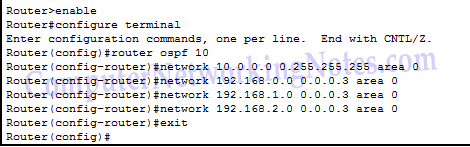 Router>enable
Router#configure terminal
Enter configuration commands, one per line.  End with CNTL/Z.
Router(config)#router ospf 10
Router(config-router)#network 10.0.0.0 0.255.255.255 area 0
Router(config-router)#network 192.168.0.0 0.0.0.3 area 0
Router(config-router)#network 192.168.1.0 0.0.0.3 area 0
Router(config-router)#network 192.168.2.0 0.0.0.3 area 0
Router(config-router)#exit
Router(config)#
ComputerNetworkingNotes.com